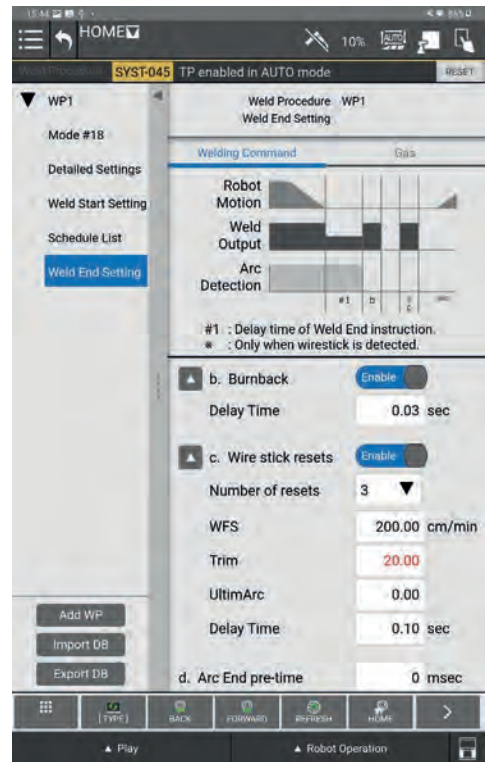 15:44
HOME
10%
AUTO
Weld Procedure SYST-045 TP enabled in AUTO mode RESET
WP1
Mode #18
Detailed Settings
Weld Start Setting
Schedule List
Weld End Setting
Add WP
Import DB
Export DB
Weld Procedure WP1
Weld End Setting
Welding Command Gas
Robot
Motion
Weld
Output
Arc
Detection
#1 b
c
#1 : Delay time of Weld End instruction.
* : Only when wirestick is detected.
b. Burnback Enable
Delay Time 0.03 sec
c. Wire stick resets Enable
Number of resets 3
WFS 200.00 cm/min
Trim 20.00
UltimArc 0.00
Delay Time 0.10 sec
d. Arc End pre-time 0 msec
[TYPE] BACK FORWARD REFRESH HOME >
▲ Play ▲ Robot Operation